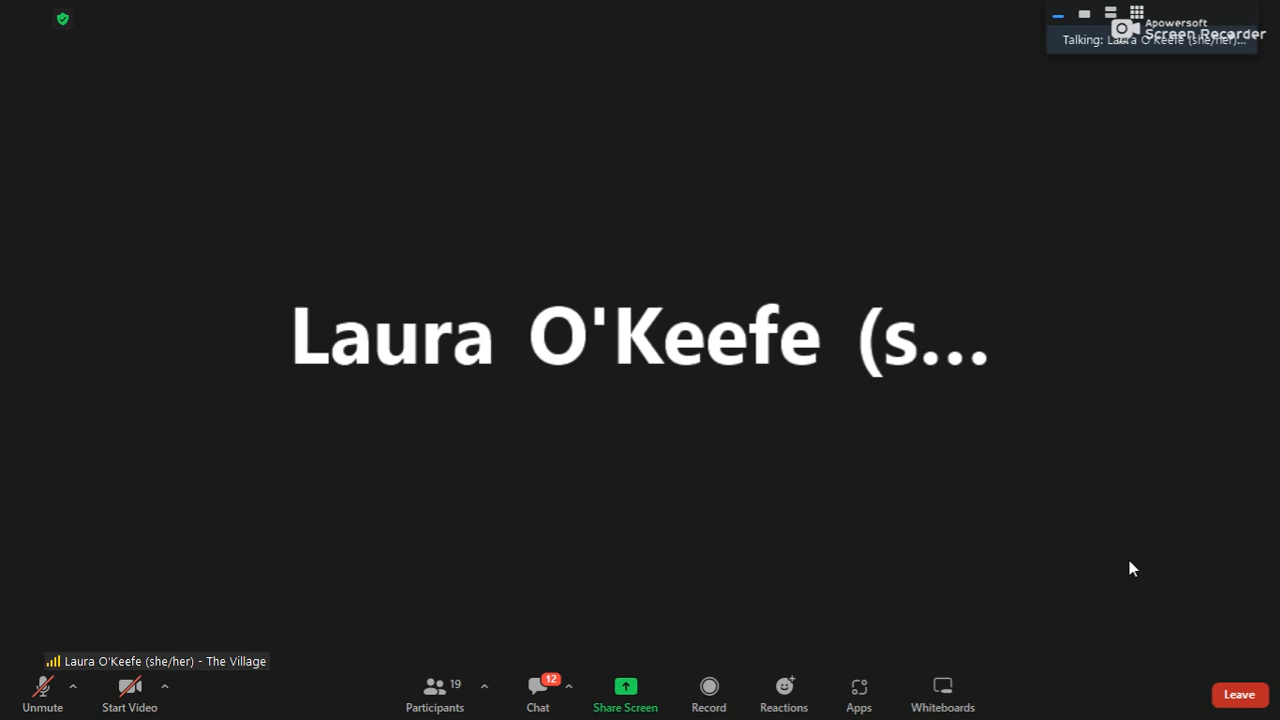 Apowersoft
Screen Recorder
Talking: Laura O'Keefe (she/her)...
Laura O'Keefe (s...
Laura O'Keefe (she/her) - The Village
Unmute
Start Video
19
Participants
12
Chat
Share Screen
Record
Reactions
Apps
Whiteboards
Leave